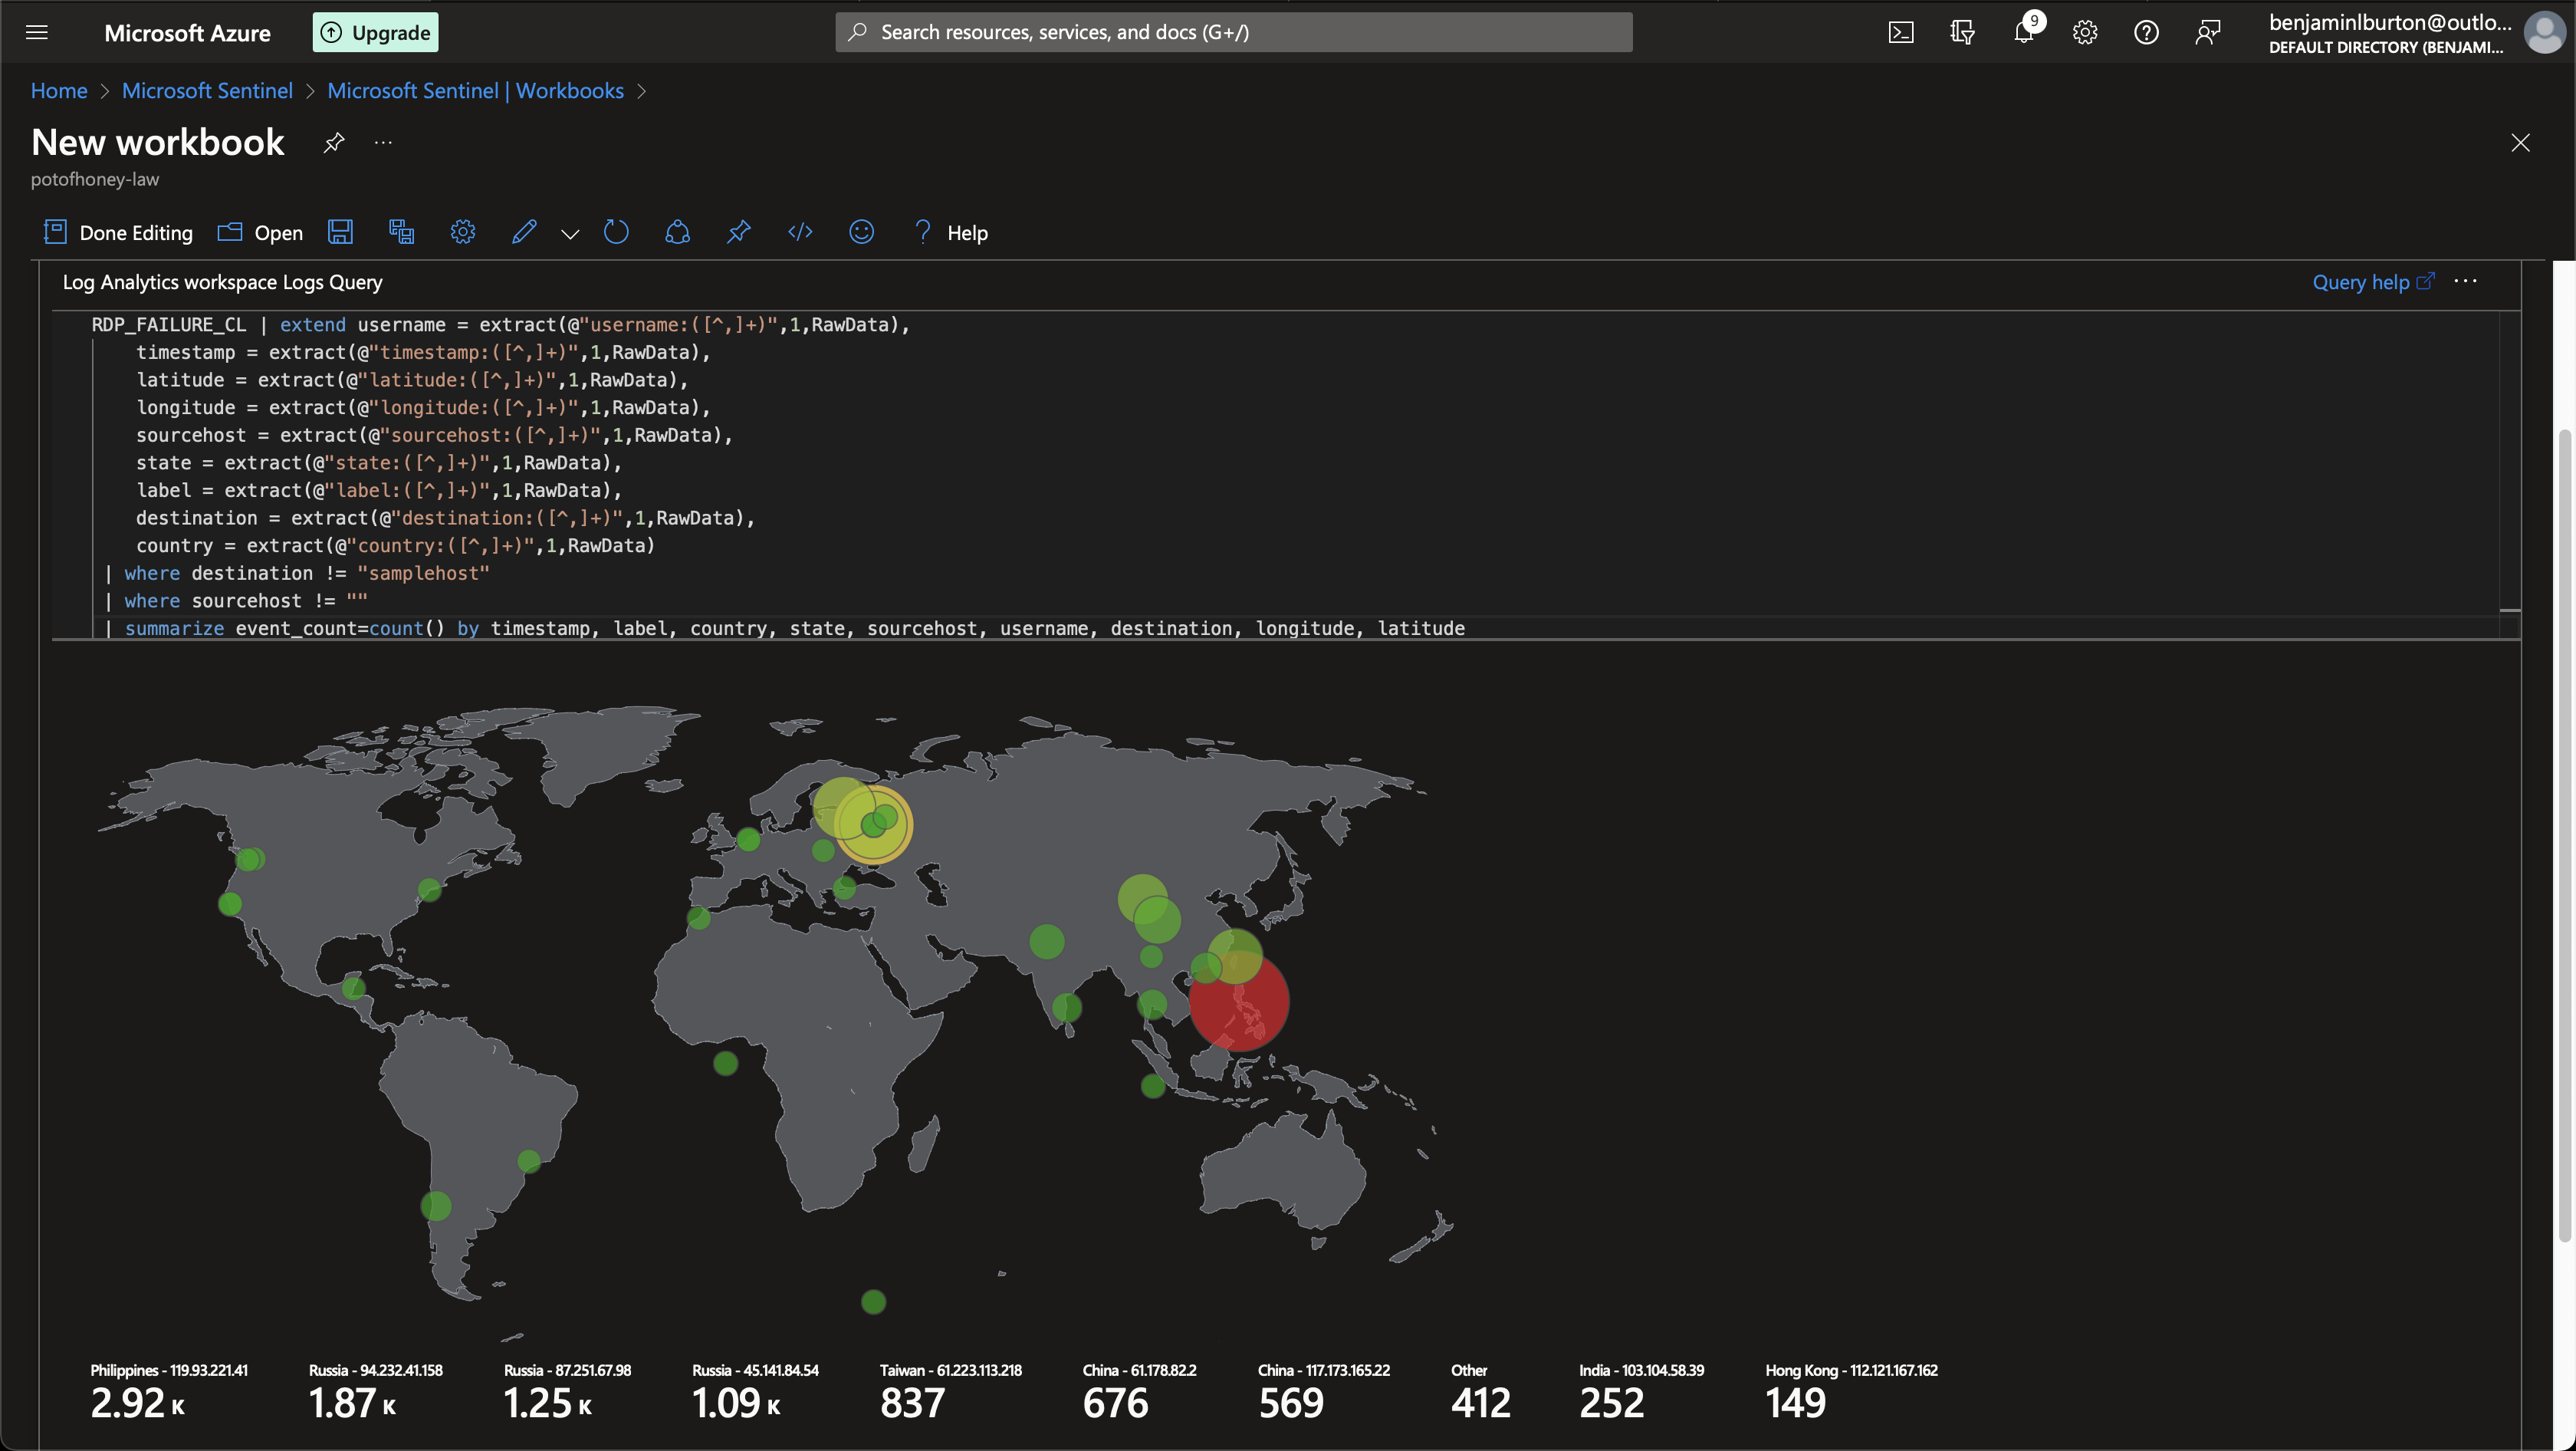 Microsoft Azure
Upgrade
Search resources, services, and docs (G+/)
9
benjaminlburton@outlo...
DEFAULT DIRECTORY (BENJAMI...
Home > Microsoft Sentinel > Microsoft Sentinel | Workbooks >
New workbook
potofhoney-law
Done Editing
Open
Help
Log Analytics workspace Logs Query
Query help
RDP_FAILURE_CL | extend username = extract(@"username:([^,]+)",1,RawData),
timestamp = extract(@"timestamp:([^,]+)",1,RawData),
latitude = extract(@"latitude:([^,]+)",1,RawData),
longitude = extract(@"longitude:([^,]+)",1,RawData),
sourcehost = extract(@"sourcehost:([^,]+)",1,RawData),
state = extract(@"state:([^,]+)",1,RawData),
label = extract(@"label:([^,]+)",1,RawData),
destination = extract(@"destination:([^,]+)",1,RawData),
country = extract(@"country:([^,]+)",1,RawData)
| where destination != "samplehost"
| where sourcehost != ""
| summarize event_count=count() by timestamp, label, country, state, sourcehost, username, destination, longitude, latitude
Philippines - 119.93.221.41
2.92 K
Russia - 94.232.41.158
1.87 K
Russia - 87.251.67.98
1.25 K
Russia - 45.141.84.54
1.09 K
Taiwan - 61.223.113.218
837
China - 61.178.82.2
676
China - 117.173.165.22
569
Other
412
India - 103.104.58.39
252
Hong Kong - 112.121.167.162
149